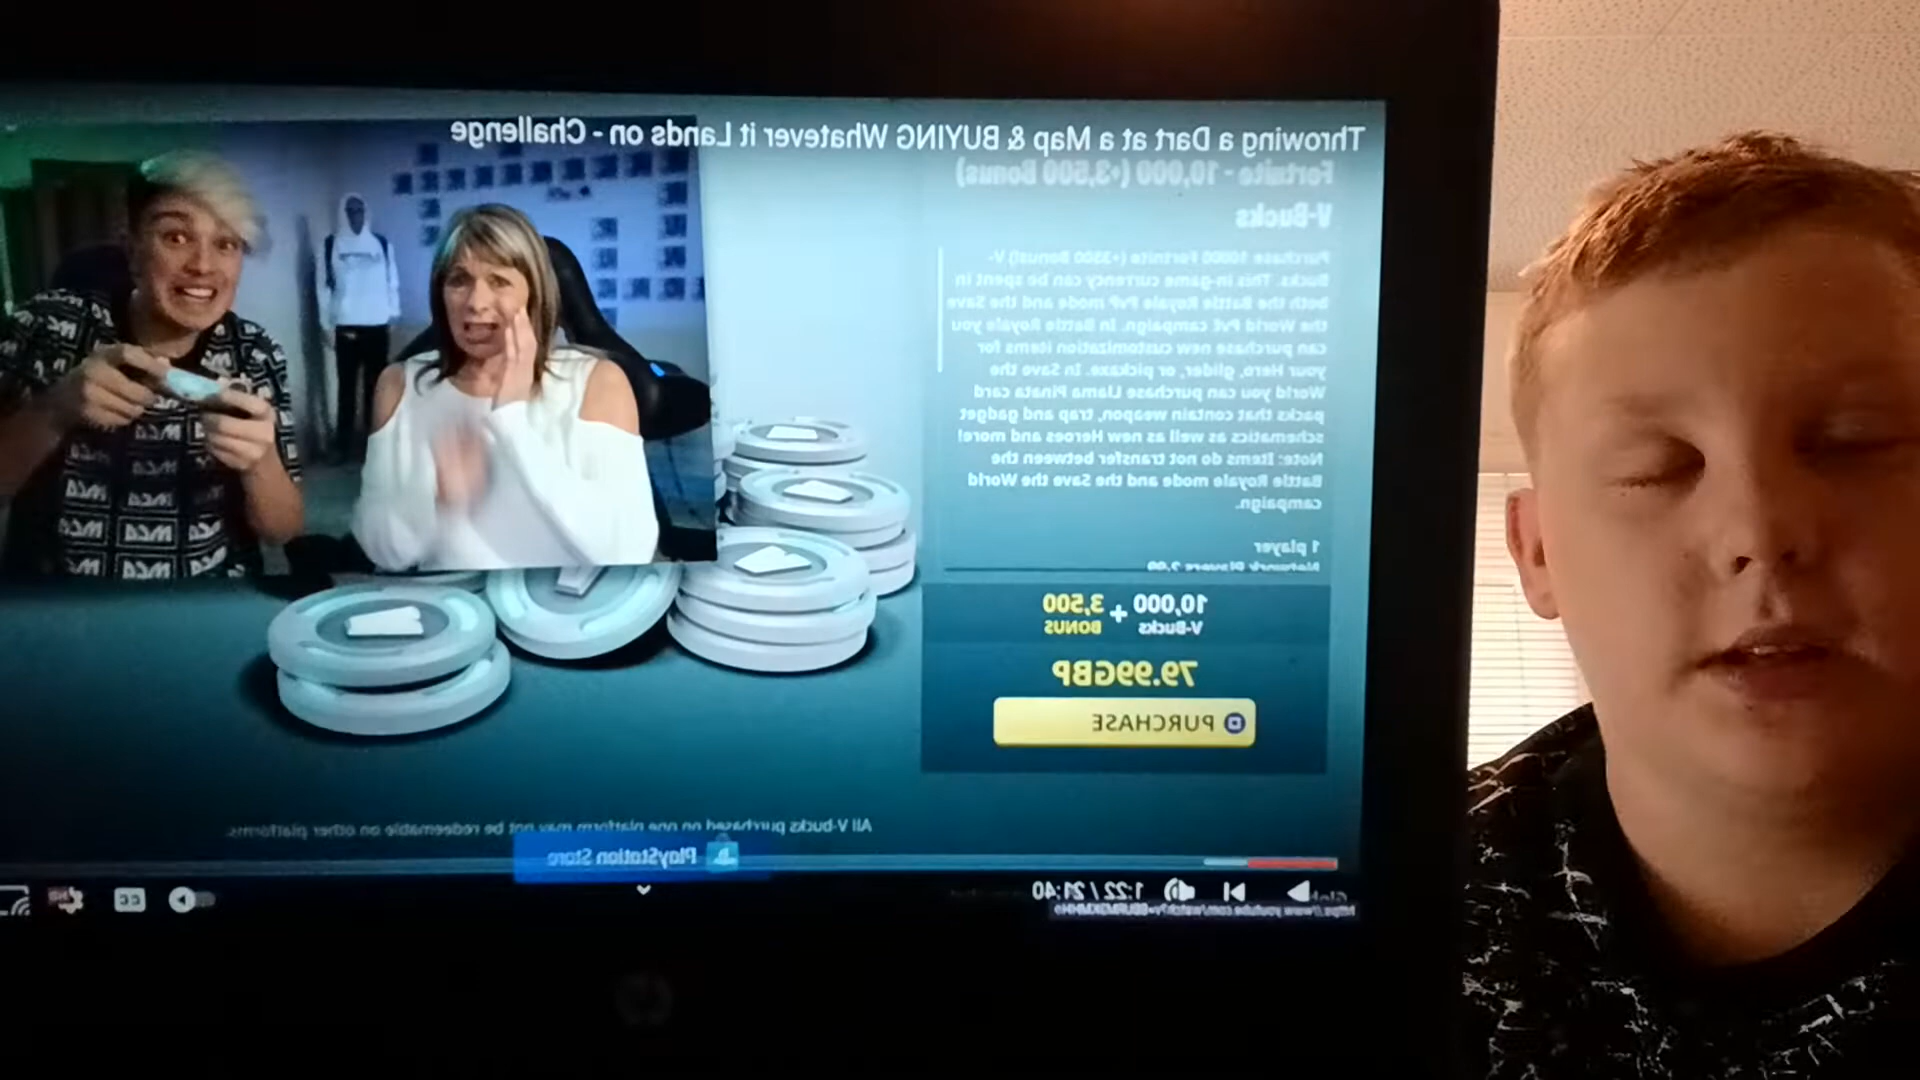 Throwing a Dart at a Map & BUYING Whatever it Lands on - Challenge
Fortnite - 10,000 (+3,500 Bonus)
V-Bucks
Purchase 10000 Fortnite (+3500 Bonus) V-
Bucks. This in-game currency can be spent in
both the Battle Royale PvP mode and the Save
the World PvE campaign. In Battle Royale you
can purchase new customization items for
your Hero, glider, or pickaxe. In Save the
World you can purchase Llama Pinata card
packs that contain weapon, trap and gadget
schematics as well as new Heroes and more!
Note: Items do not transfer between the
Battle Royale mode and the Save the World
campaign.
1 player
Network Players
10,000 + 3,500
V-Bucks BONUS
79.99GBP
PURCHASE
All V-bucks purchased on one platform may not be redeemable on other platforms.
PlayStation Store
1:22 / 21:40
CC
HD